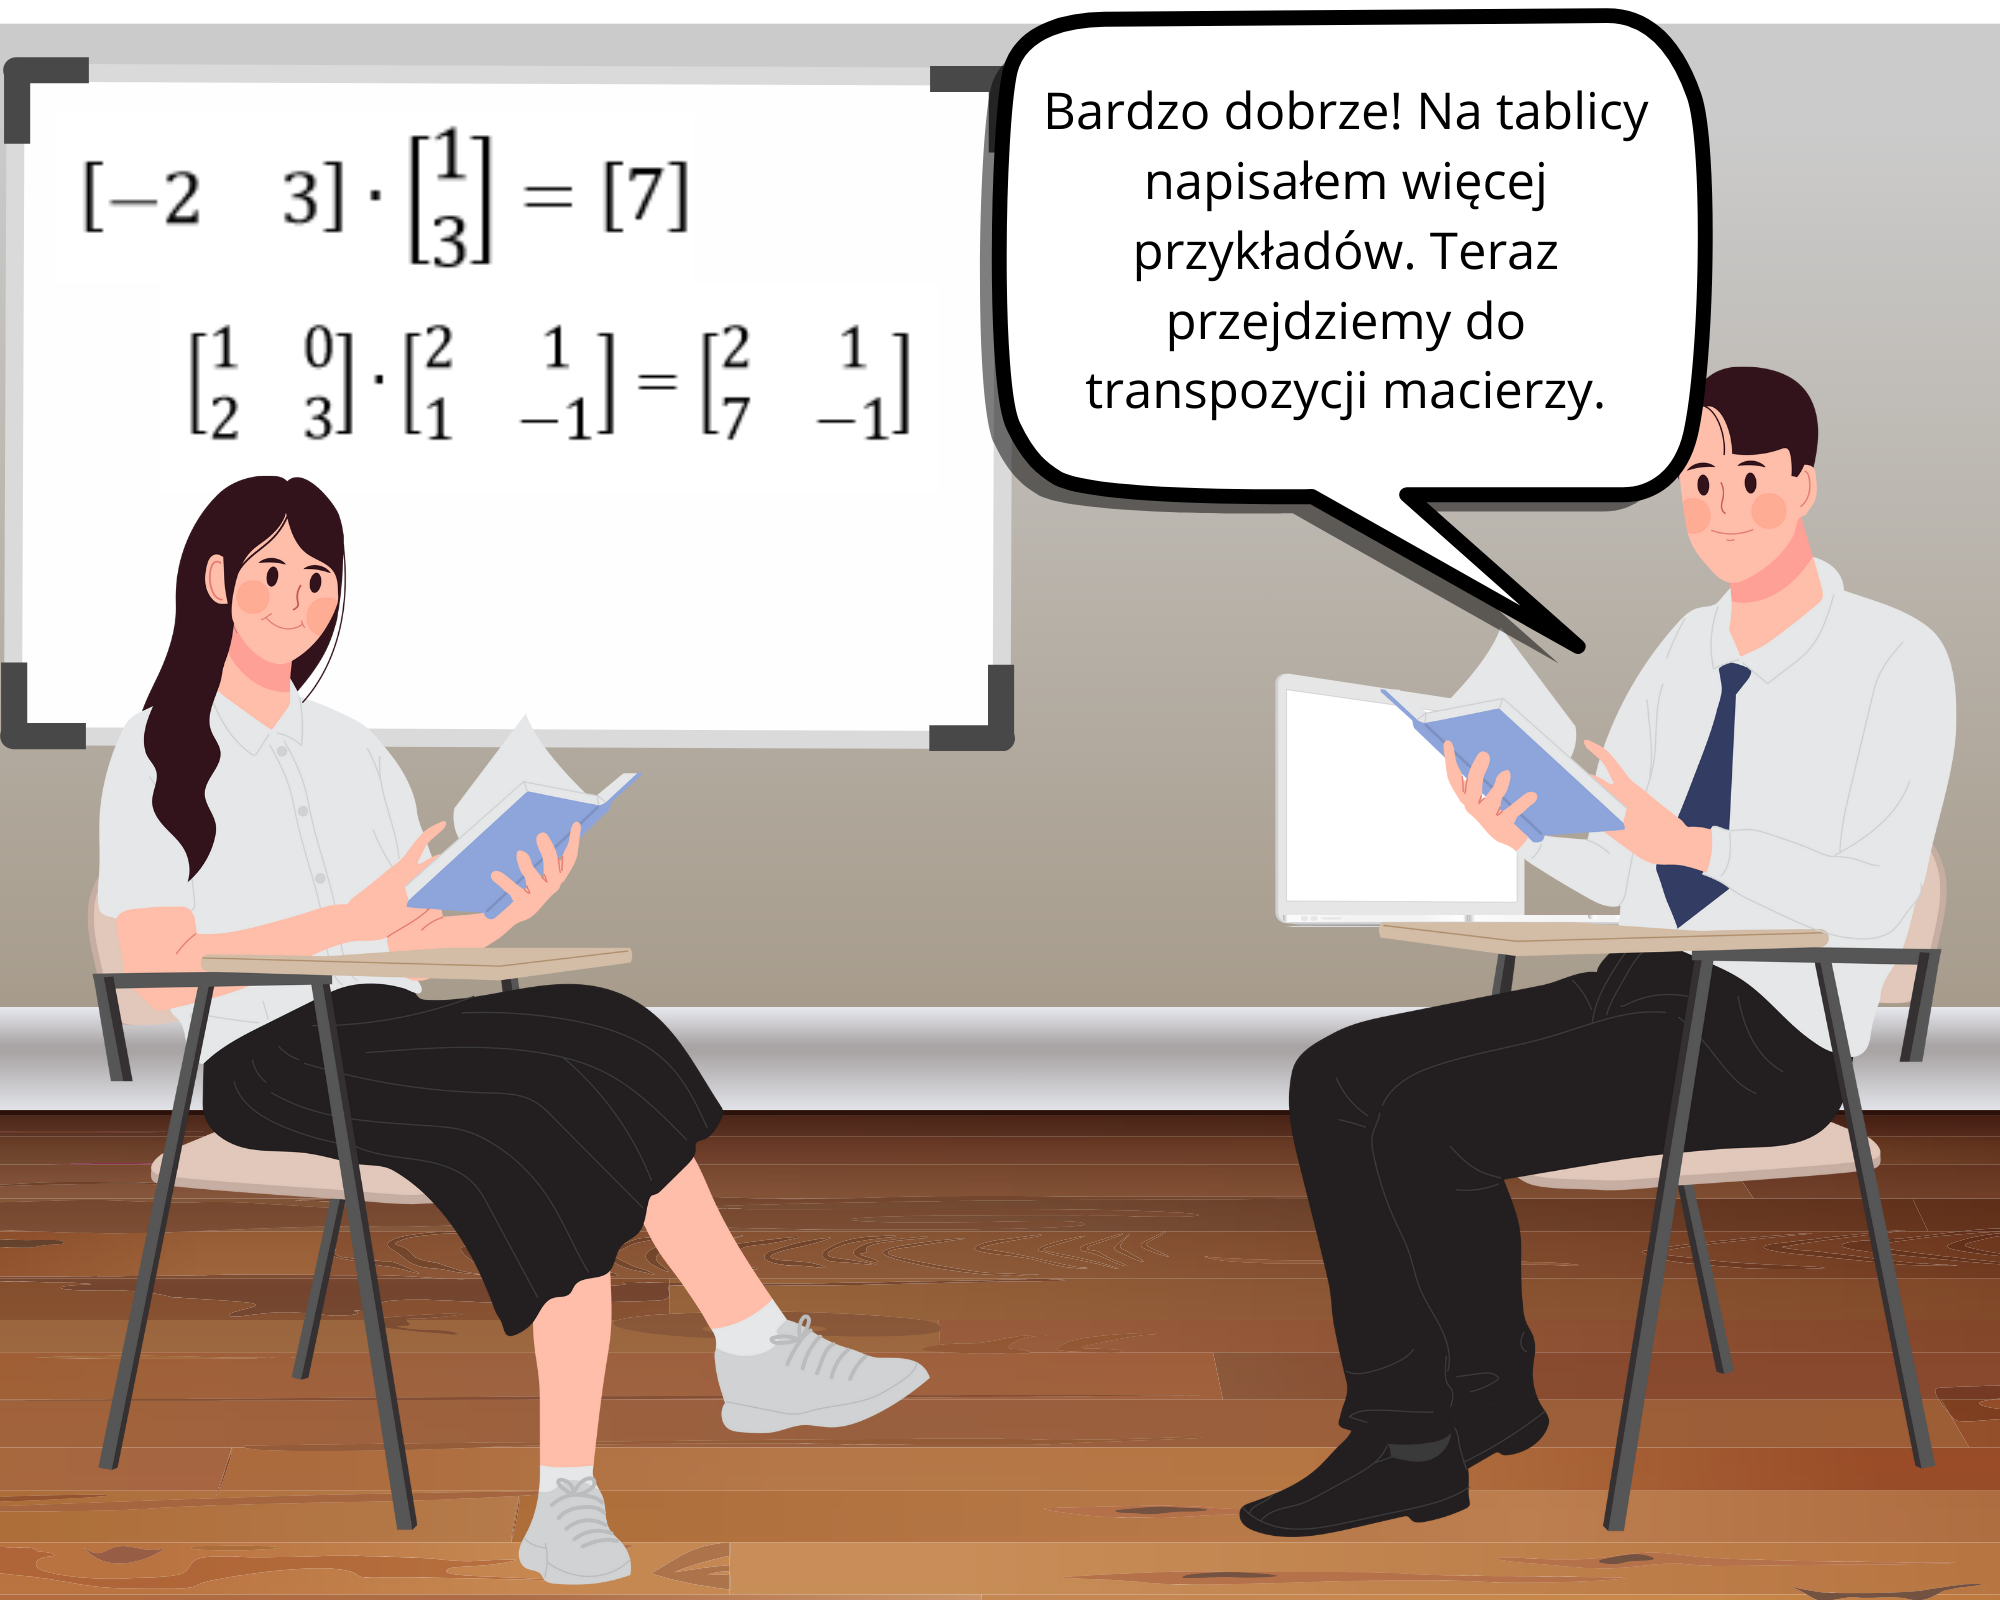 [−2 3] · [1 3] = [7]
[1 0 2 3] · [2 1 1 −1] = [2 1 7 −1]
Bardzo dobrze! Na tablicy
napisałem więcej
przykładów. Teraz
przejdziemy do
transpozycji macierzy.